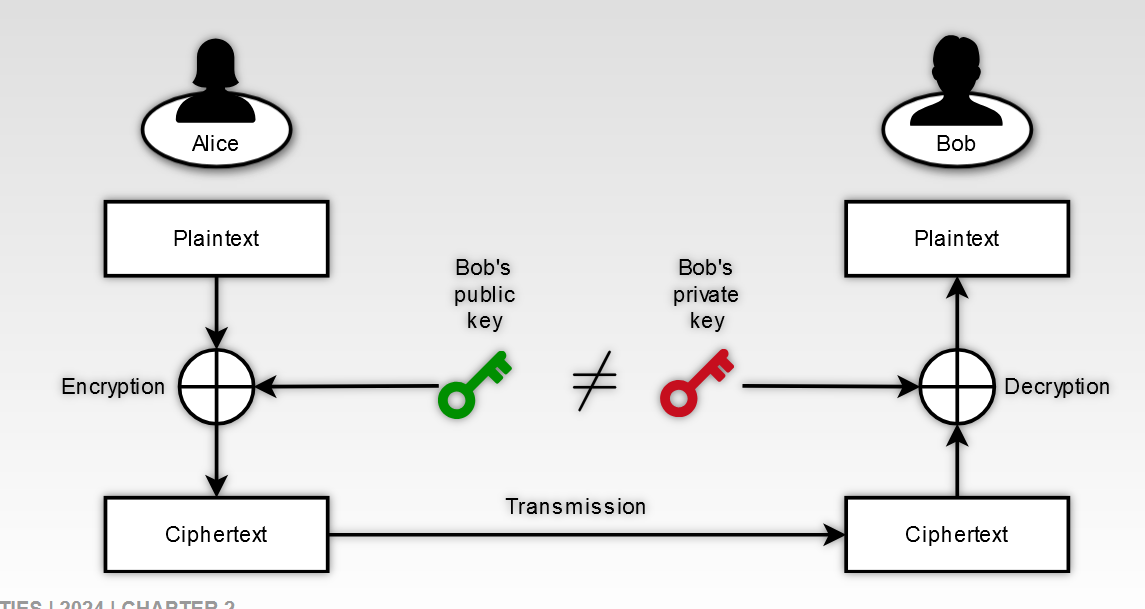 Alice
Bob
Plaintext
Plaintext
Bob's
public
key
Bob's
private
key
Encryption
Decryption
Transmission
Ciphertext
Ciphertext
TIES | 2024 | CHAPTER 2